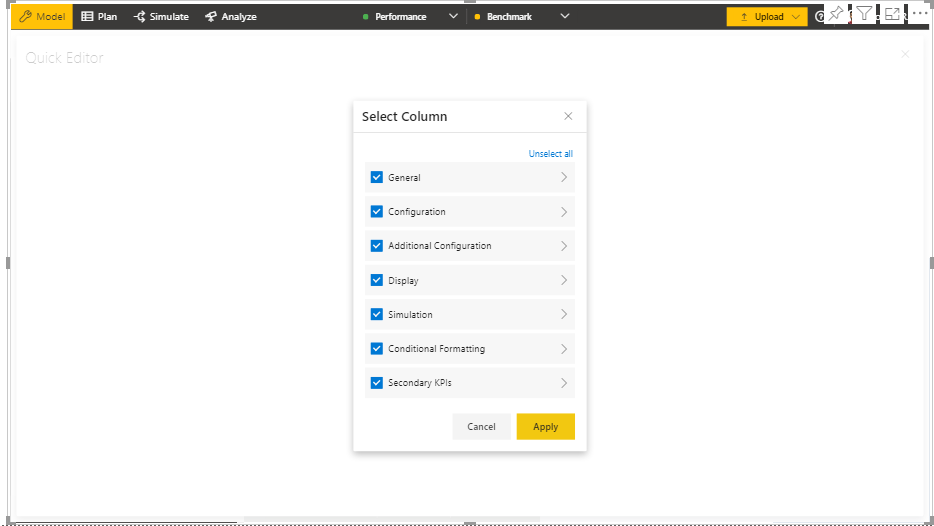 Model Plan Simulate Analyze Performance Benchmark Upload
Quick Editor
Select Column
Unselect all
General
Configuration
Additional Configuration
Display
Simulation
Conditional Formatting
Secondary KPIs
Cancel Apply